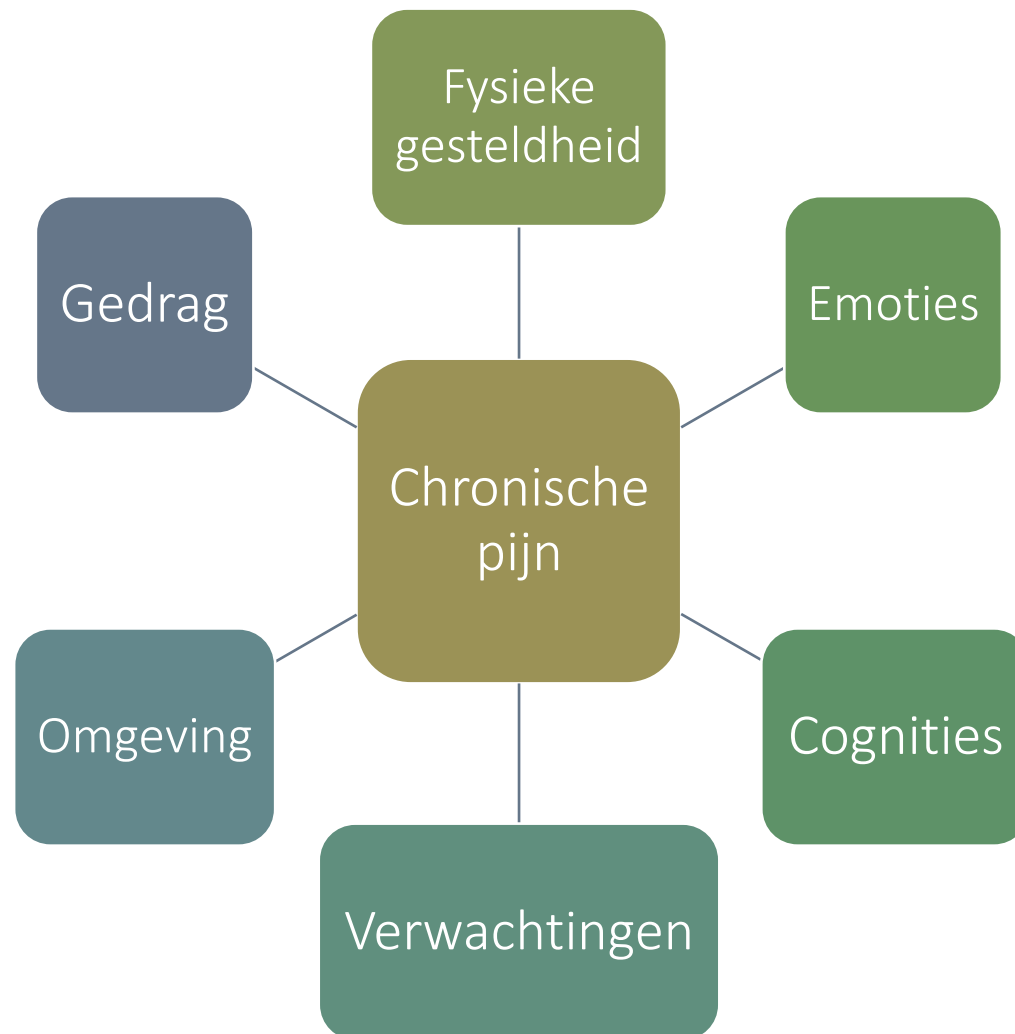 Fysieke
gesteldheid
Gedrag
Emoties
Chronische
pijn
Omgeving
Cognities
Verwachtingen